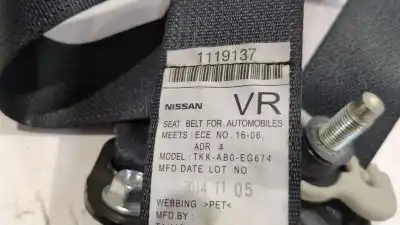 1119137
NISSAN VR
SEAT BELT FOR AUTOMOBILES
MEETS: ECE NO. 16-06,
ADR 4
MODEL: TKK-AB0-EG674
MFD. DATE LOT NO
2014 11 05
WEBBING >PET<
MFD BY: